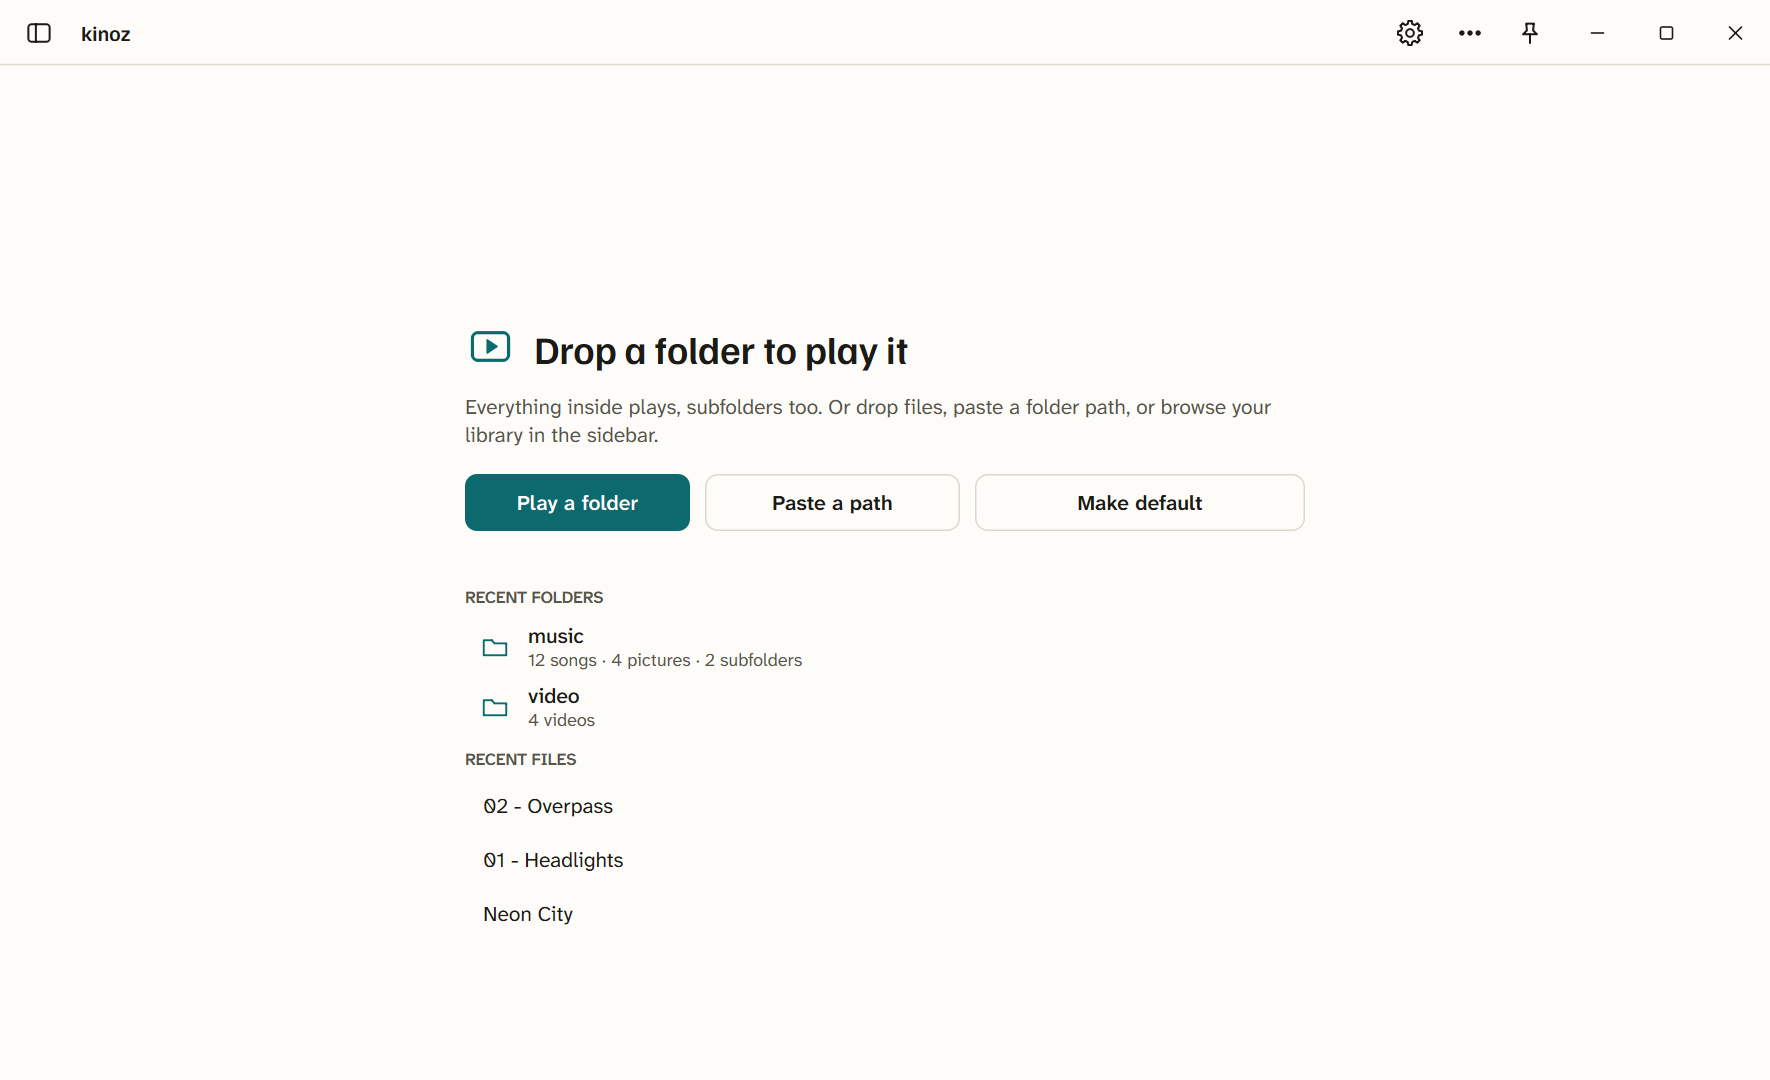 kinoz
Drop a folder to play it
Everything inside plays, subfolders too. Or drop files, paste a folder path, or browse your
library in the sidebar.
Play a folder
Paste a path
Make default
RECENT FOLDERS
music
12 songs · 4 pictures · 2 subfolders
video
4 videos
RECENT FILES
02 - Overpass
01 - Headlights
Neon City